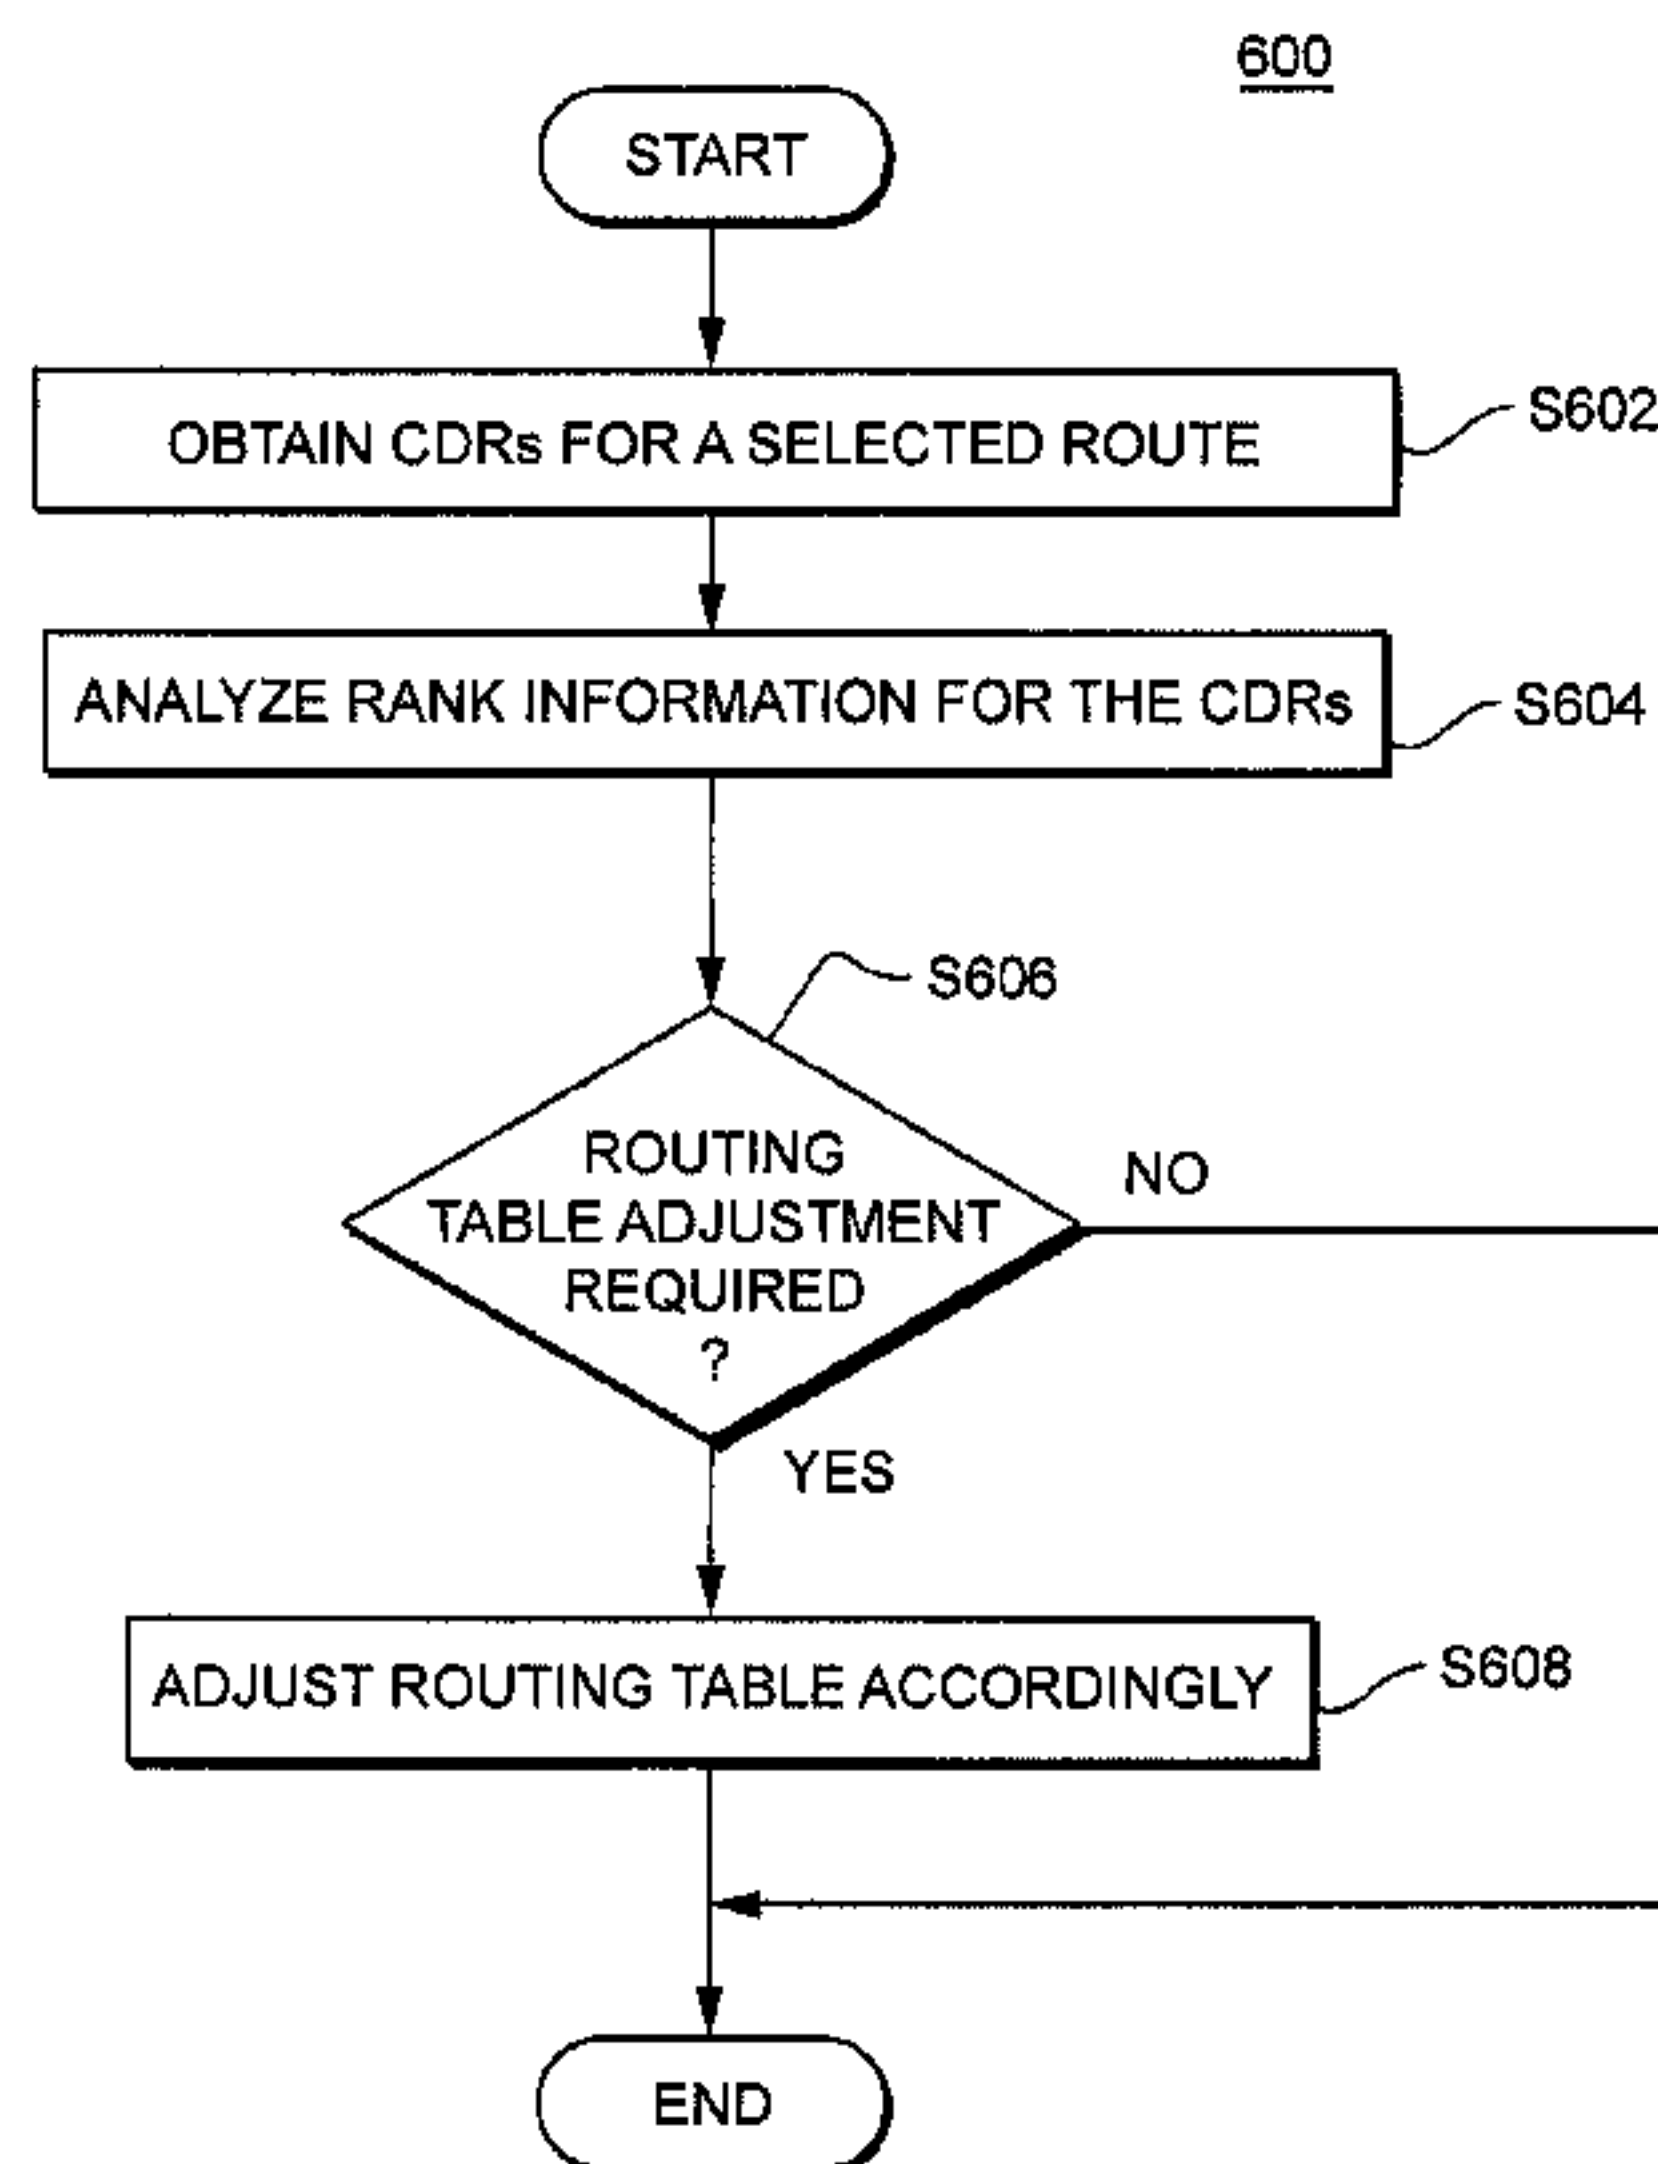 600
START
OBTAIN CDRs FOR A SELECTED ROUTE
S602
ANALYZE RANK INFORMATION FOR THE CDRs
S604
S606
ROUTING
TABLE ADJUSTMENT
REQUIRED
?
NO
YES
ADJUST ROUTING TABLE ACCORDINGLY
S608
END